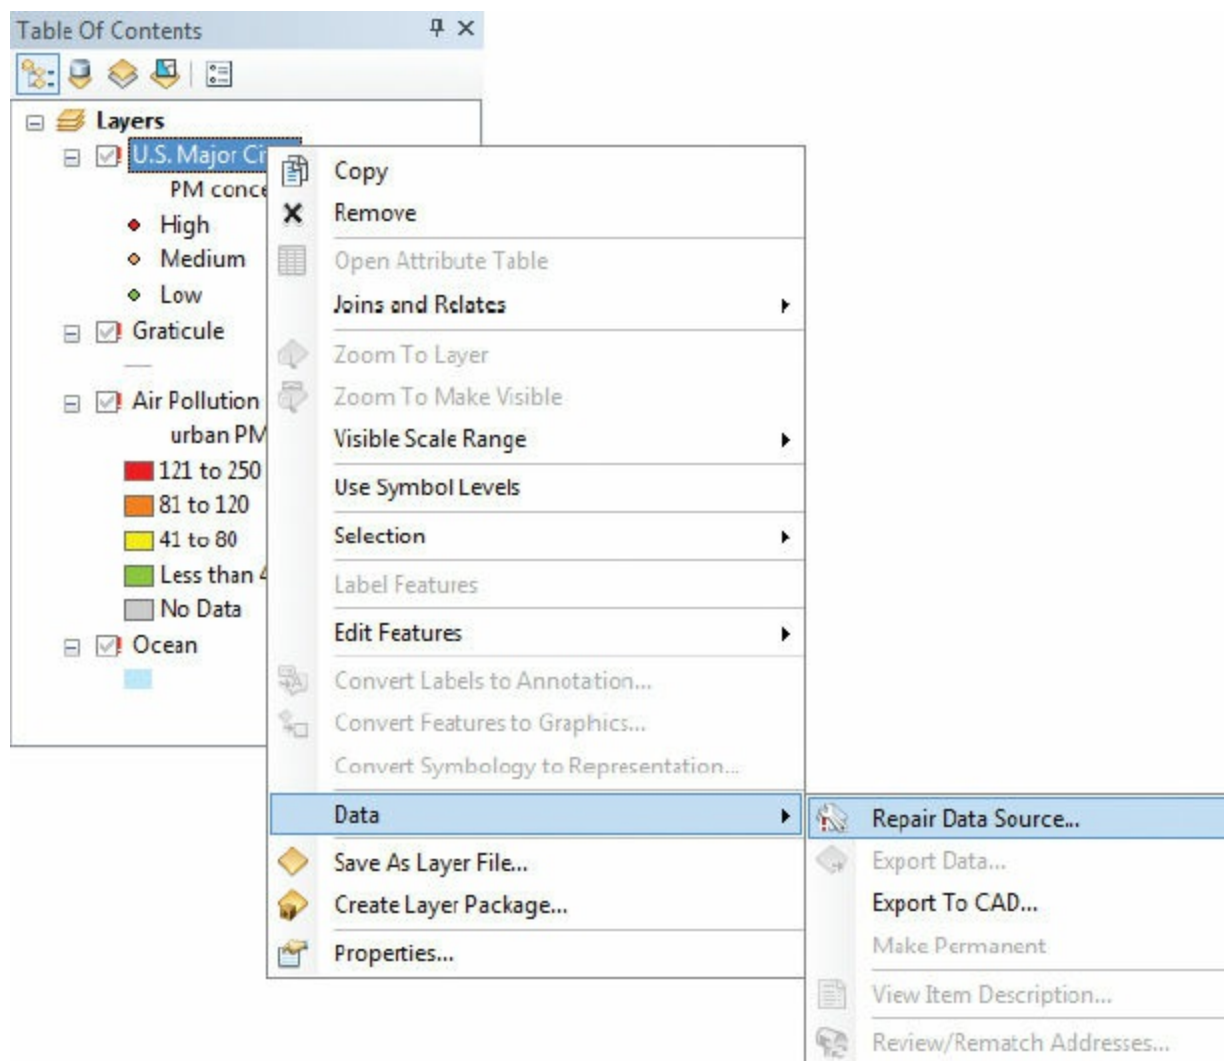 Table Of Contents
Layers
U.S. Major Ci
PM conce
High
Medium
Low
Graticule
Air Pollution
urban PM
121 to 250
81 to 120
41 to 80
Less than 4
No Data
Ocean
Copy
Remove
Open Attribute Table
Joins and Relates
Zoom To Layer
Zoom To Make Visible
Visible Scale Range
Use Symbol Levels
Selection
Label Features
Edit Features
Convert Labels to Annotation...
Convert Features to Graphics...
Convert Symbology to Representation...
Data
Save As Layer File...
Create Layer Package...
Properties...
Repair Data Source...
Export Data...
Export To CAD...
Make Permanent
View Item Description...
Review/Rematch Addresses...